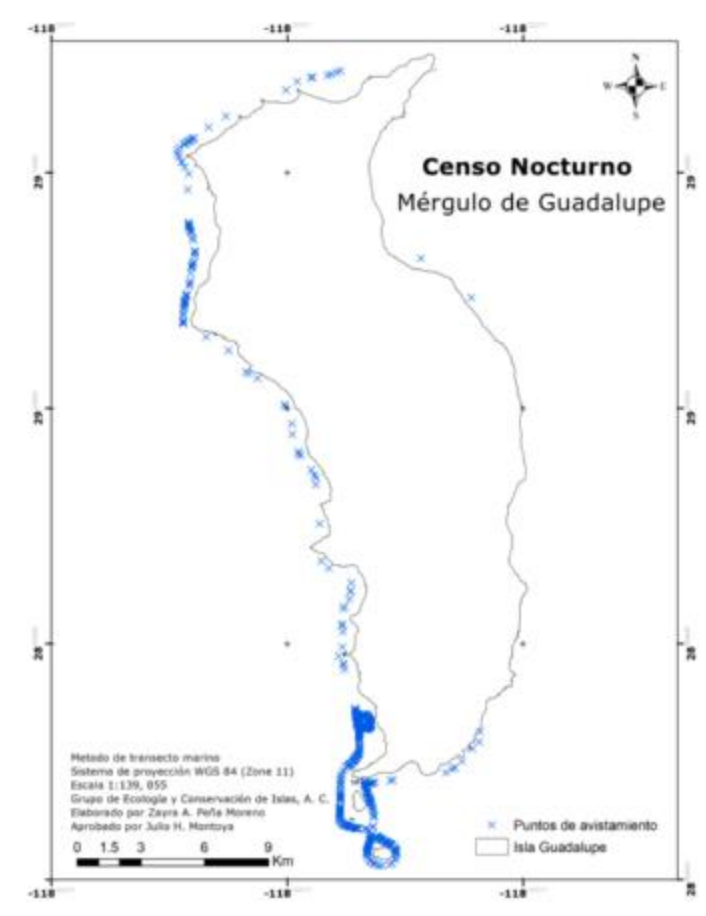 -118 -118 -118
N
W E
S
Censo Nocturno
Mérgulo de Guadalupe
29 29
29 29
28 28
Metodo de transecto marino
Sistema de proyección WGS 84 (Zone 11)
Escala 1:139, 855
Grupo de Ecología y Conservación de Islas, A. C.
Elaborado por Zayra A. Peña Moreno
Aprobado por Julio H. Montoya
0 1.5 3 6 9
Km
Puntos de avistamiento
Isla Guadalupe
28
-118 -118 -118